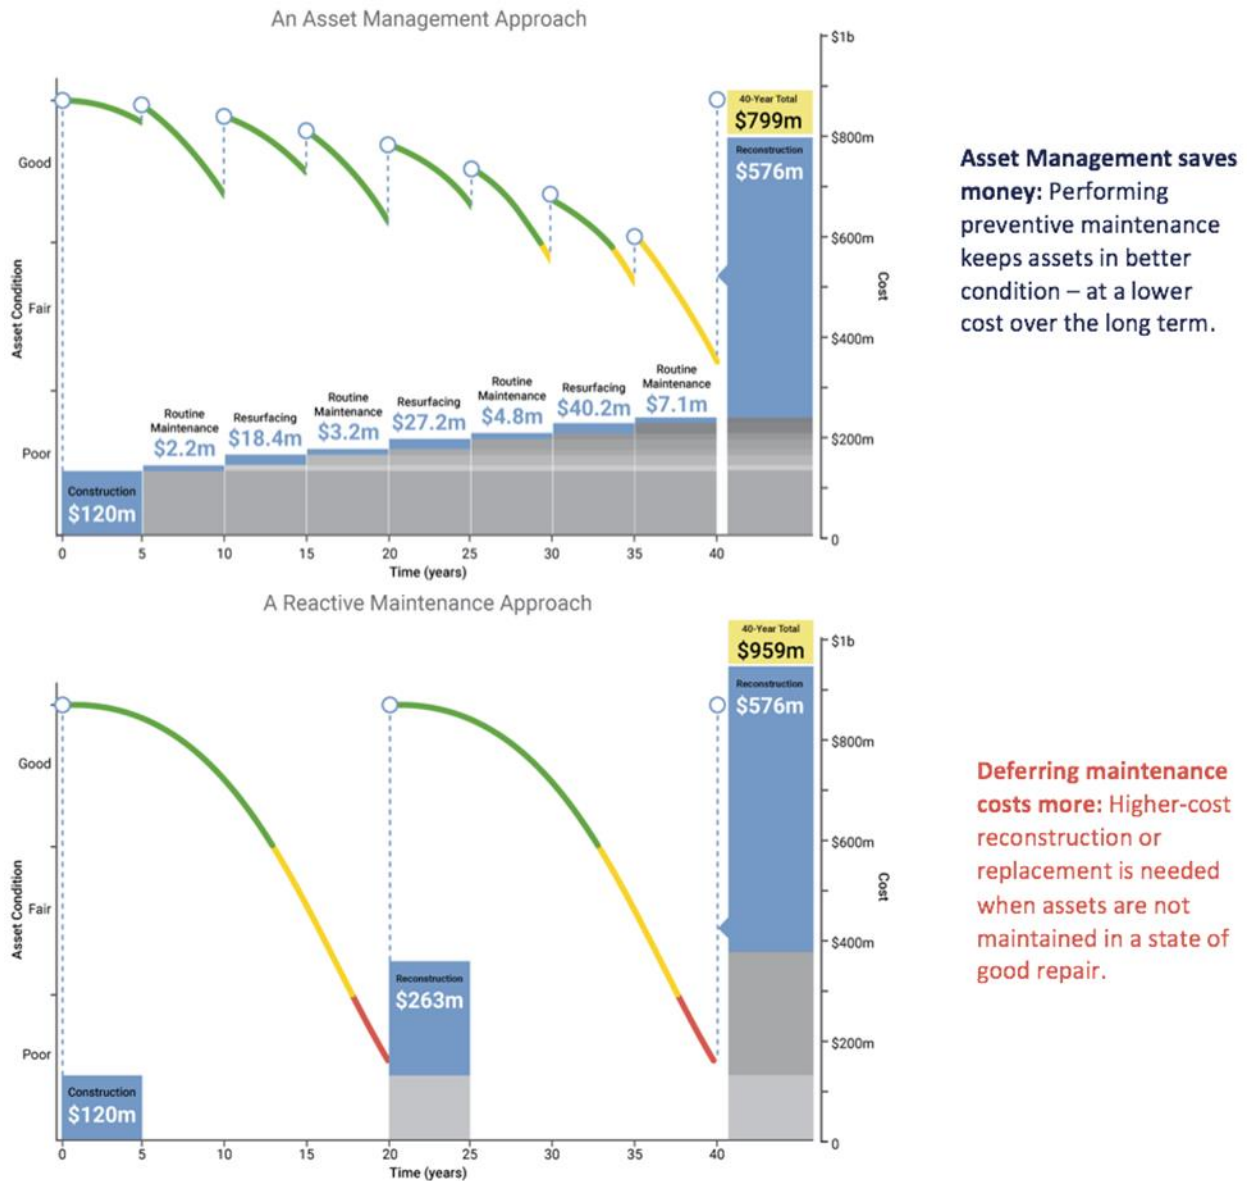 An Asset Management Approach
Asset Condition
Good
Fair
Poor
Construction
$120m
Routine
Maintenance
$2.2m
Resurfacing
$18.4m
Routine
Maintenance
$3.2m
Resurfacing
$27.2m
Routine
Maintenance
$4.8m
Resurfacing
$40.2m
Routine
Maintenance
$7.1m
40-Year Total
$799m
Reconstruction
$576m
$1b
$800m
$600m
$400m
$200m
0
Cost
0 5 10 15 20 25 30 35 40
Time (years)
Asset Management saves
money: Performing
preventive maintenance
keeps assets in better
condition – at a lower
cost over the long term.
A Reactive Maintenance Approach
Asset Condition
Good
Fair
Poor
Construction
$120m
Reconstruction
$263m
40-Year Total
$959m
Reconstruction
$576m
$1b
$800m
$600m
$400m
$200m
0
Cost
0 5 10 15 20 25 30 35 40
Time (years)
Deferring maintenance
costs more: Higher-cost
reconstruction or
replacement is needed
when assets are not
maintained in a state of
good repair.